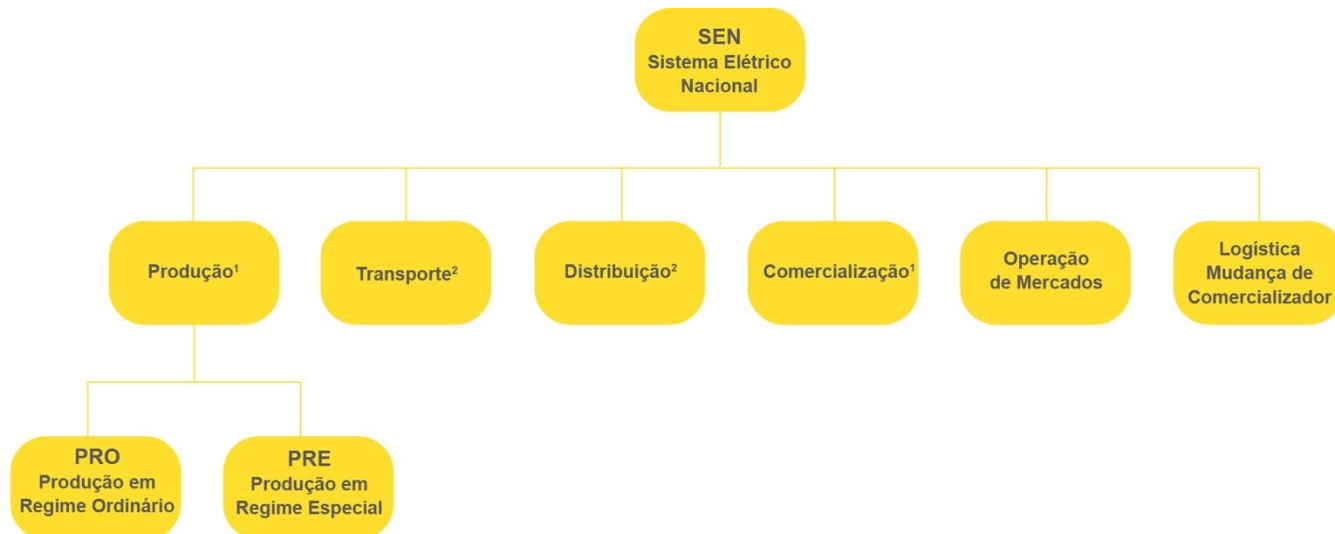 SEN
Sistema Elétrico
Nacional
Produção¹
Transporte²
Distribuição²
Comercialização¹
Operação
de Mercados
Logística
Mudança de
Comercializador
PRO
Produção em
Regime Ordinário
PRE
Produção em
Regime Especial